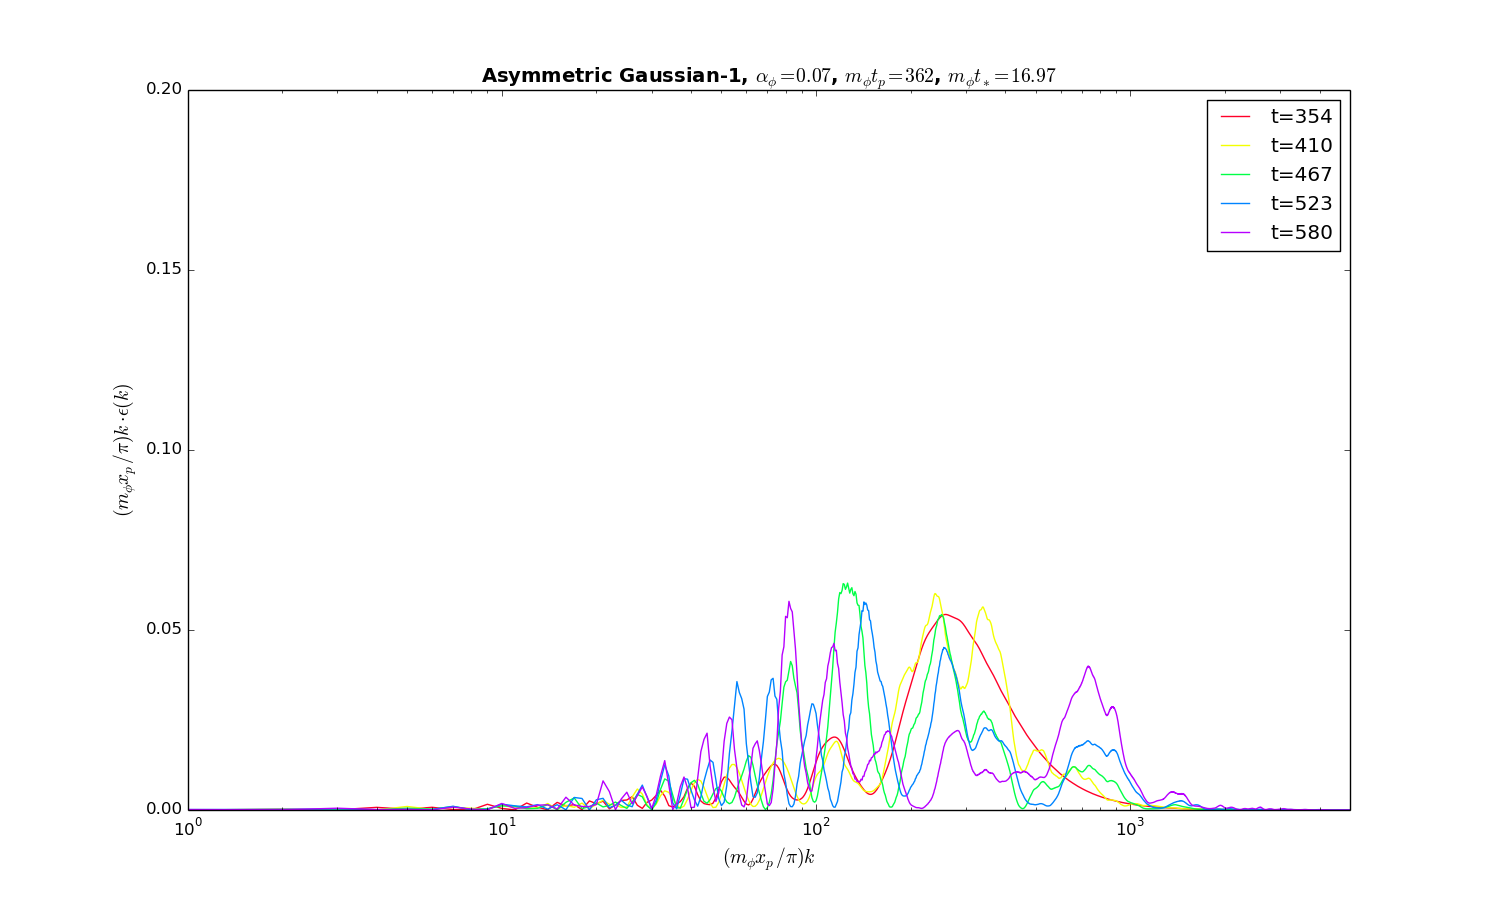 Asymmetric Gaussian-1, α_ϕ=0.07, m_ϕt_p=362, m_ϕt_*=16.97
0.20
t=354
t=410
t=467
t=523
t=580
0.15
(m_ϕx_p/π)k·ϵ(k)
0.10
0.05
0.00
10^0
10^1
10^2
10^3
(m_ϕx_p/π)k